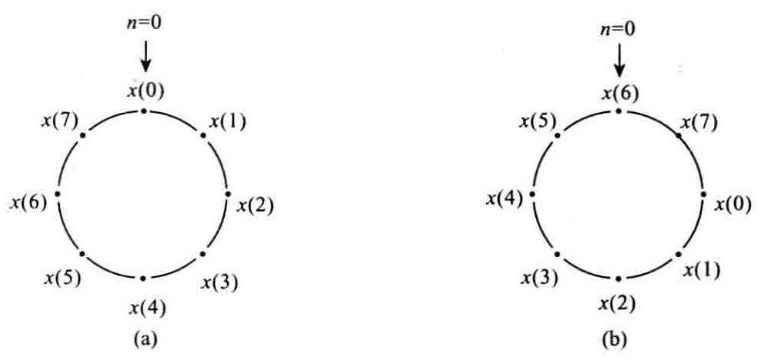 n=0
n=0
x(0)
x(6)
x(7)
x(1)
x(5)
x(7)
x(6)
x(2)
x(4)
x(0)
x(5)
x(3)
x(3)
x(1)
x(4)
x(2)
(a)
(b)